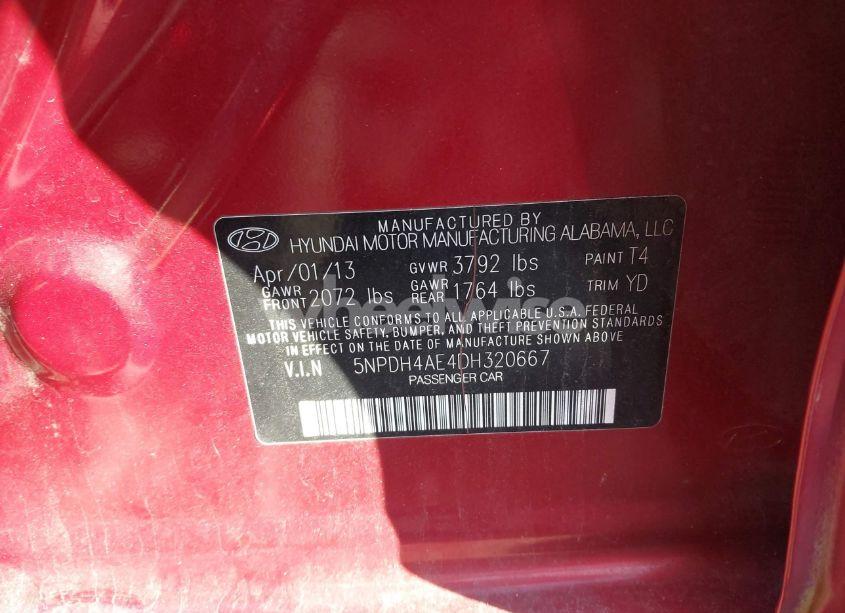 MANUFACTURED BY
HYUNDAI MOTOR MANUFACTURING ALABAMA, LLC
Apr/01/13 GVWR 3792 lbs PAINT T4
GAWR FRONT 2072 lbs GAWR REAR 1764 lbs TRIM YD
THIS VEHICLE CONFORMS TO ALL APPLICABLE U.S.A. FEDERAL
MOTOR VEHICLE SAFETY, BUMPER, AND THEFT PREVENTION STANDARDS
IN EFFECT ON THE DATE OF MANUFACTURE SHOWN ABOVE
V.I.N 5NPDH4AE4DH320667
PASSENGER CAR
wheelwise